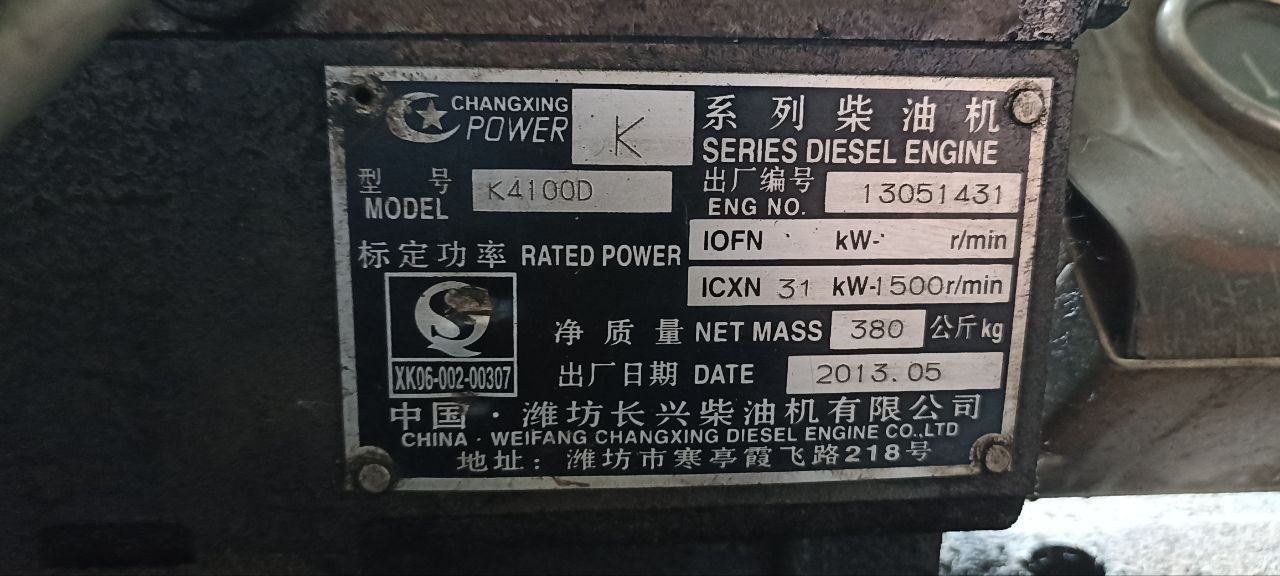 CHANGXING POWER K 系列柴油机
SERIES DIESEL ENGINE
型 号 K4100D 出厂编号 13051431
MODEL ENG NO.
标定功率 RATED POWER IOFN kW- r/min
ICXN 31 kW-1500r/min
净质量 NET MASS 380 公斤kg
XK06-002-00307
出厂日期 DATE 2013.05
中国·潍坊长兴柴油机有限公司
CHINA · WEIFANG CHANGXING DIESEL ENGINE CO.,LTD
地址：潍坊市寒亭霞飞路218号